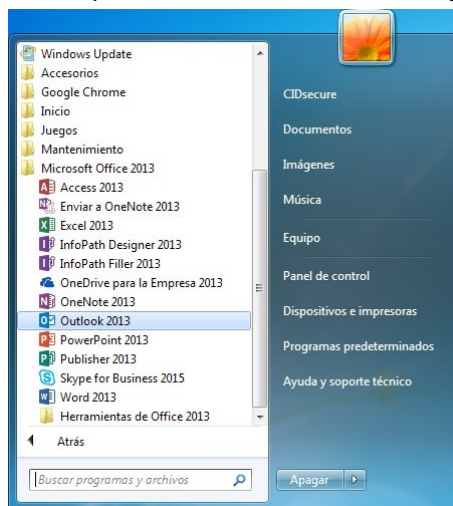 Windows Update
Accesorios
Google Chrome
Inicio
Juegos
Mantenimiento
Microsoft Office 2013
Access 2013
Enviar a OneNote 2013
Excel 2013
InfoPath Designer 2013
InfoPath Filler 2013
OneDrive para la Empresa 2013
OneNote 2013
Outlook 2013
PowerPoint 2013
Publisher 2013
Skype for Business 2015
Word 2013
Herramientas de Office 2013
Atrás
Buscar programas y archivos
CIDsecure
Documentos
Imágenes
Música
Equipo
Panel de control
Dispositivos e impresoras
Programas predeterminados
Ayuda y soporte técnico
Apagar